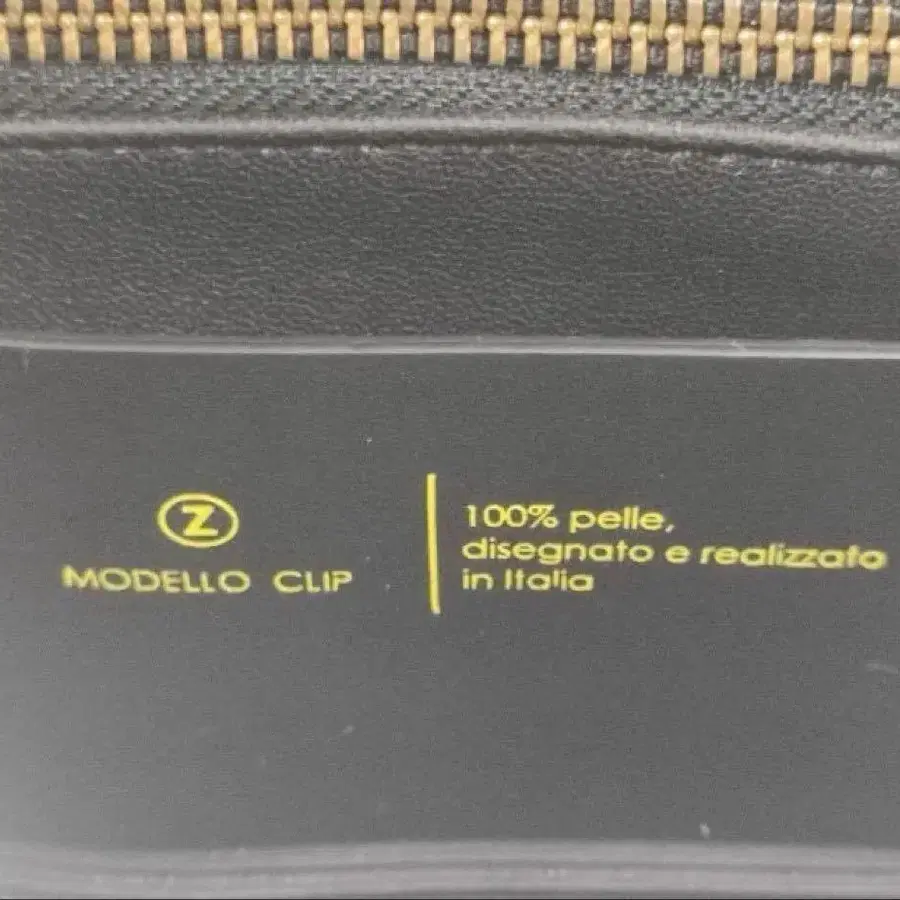 Z
MODELLO CLIP
100% pelle,
disegnato e realizzato
in Italia